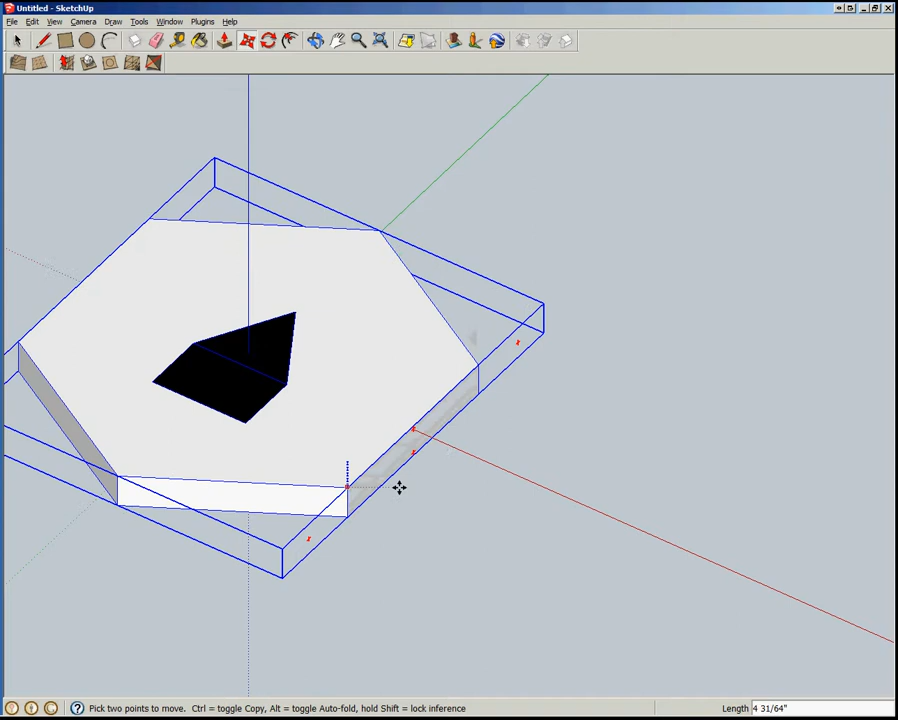 Untitled - SketchUp
File Edit View Camera Draw Tools Window Plugins Help
Pick two points to move. Ctrl = toggle Copy, Alt = toggle Auto-fold, hold Shift = lock inference
Length 4 31/64"